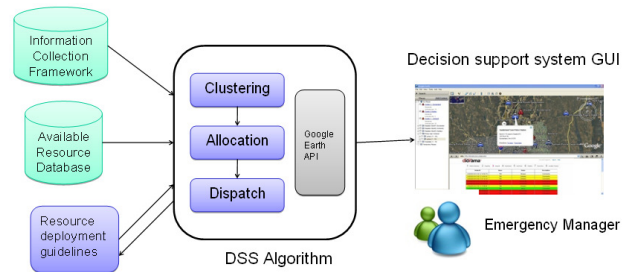 Information
Collection
Framework
Available
Resource
Database
Resource
deployment
guidelines
Clustering
Allocation
Dispatch
Google
Earth
API
DSS Algorithm
Decision support system GUI
Google
Emergency Manager